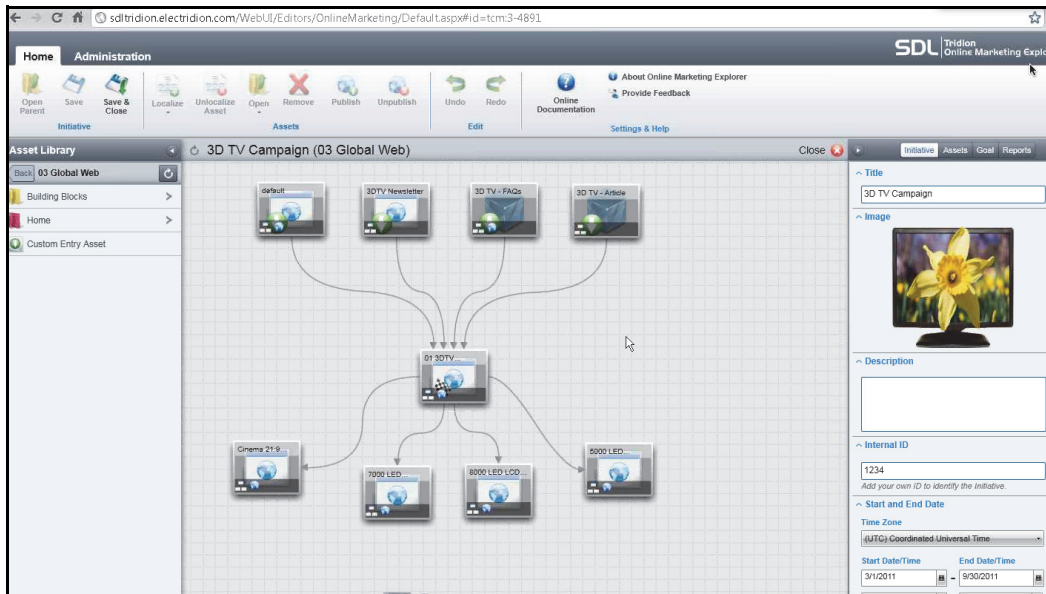 sdltridion.electridion.com/WebUI/Editors/OnlineMarketing/Default.aspx#id=tcm:3-4891
Home Administration
SDL Tridion
Online Marketing
Open Parent
Save
Save & Close
Localize
Unlocalize Asset
Open
Remove
Publish
Unpublish
Undo
Redo
Online Documentation
About Online Marketing Explorer
Provide Feedback
Initiative
Assets
Edit
Settings & Help
Asset Library
3D TV Campaign (03 Global Web)
Close
Initiative Assets Goal Reports
Back 03 Global Web
Building Blocks
Home
Custom Entry Asset
default
3DTV Newsletter
3D TV - FAQs
3D TV - Article
01 3DTV...
Cinema 21:9...
7000 LED...
8000 LED LCD...
Title
3D TV Campaign
Image
Description
Internal ID
1234
Add your own ID to identify the Initiative.
Start and End Date
Time Zone
(UTC) Coordinated Universal Time
Start Date/Time End Date/Time
3/1/2011 – 9/30/2011